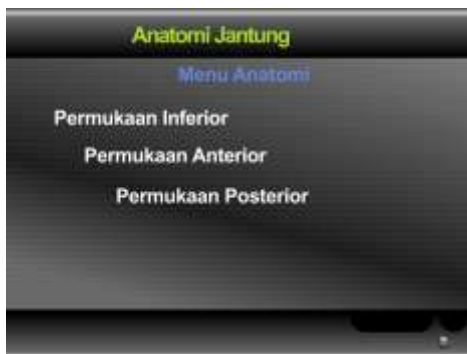 Anatomi Jantung
Menu Anatomi
Permukaan Inferior
Permukaan Anterior
Permukaan Posterior